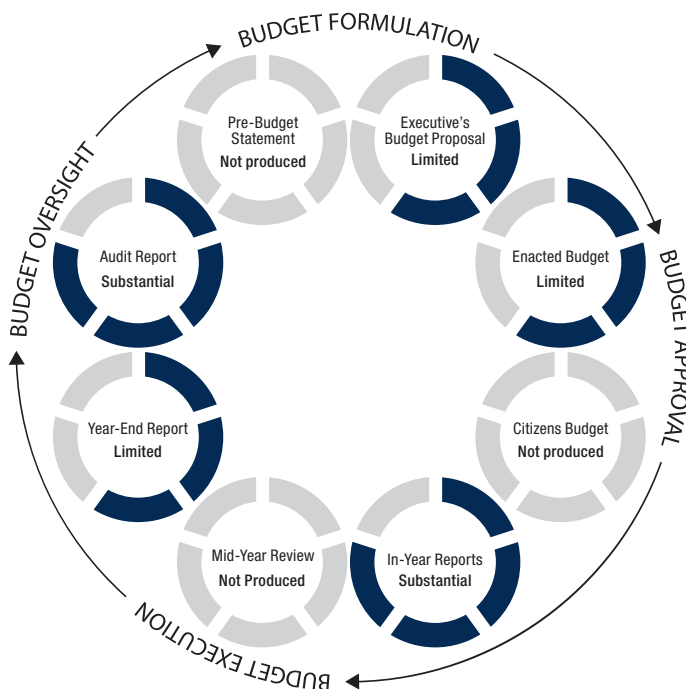 BUDGET FORMULATION
Pre-Budget
Statement
Not produced
Executive's
Budget Proposal
Limited
Enacted Budget
Limited
BUDGET APPROVAL
Citizens Budget
Not produced
In-Year Reports
Substantial
Mid-Year Review
Not Produced
BUDGET EXECUTION
Year-End Report
Limited
Audit Report
Substantial
BUDGET OVERSIGHT